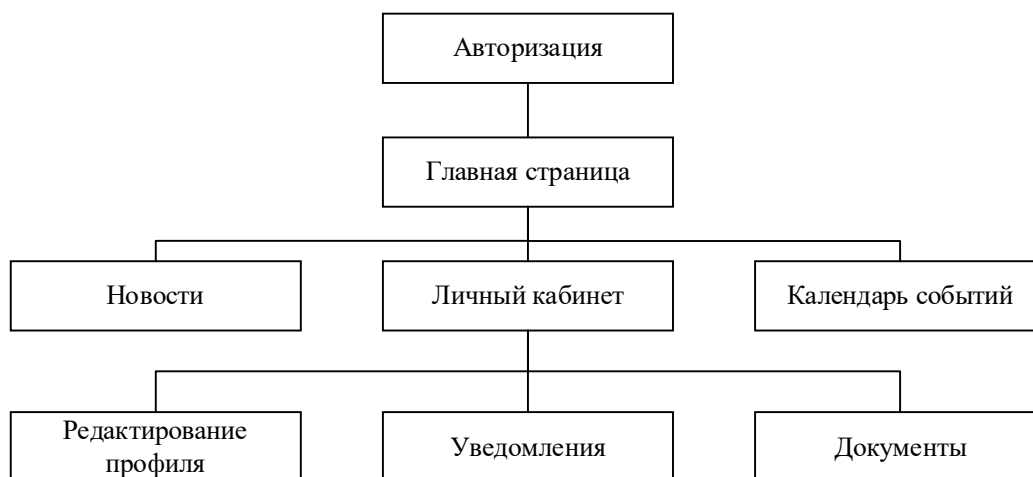 Авторизация
Главная страница
Новости
Личный кабинет
Календарь событий
Редактирование
профиля
Уведомления
Документы